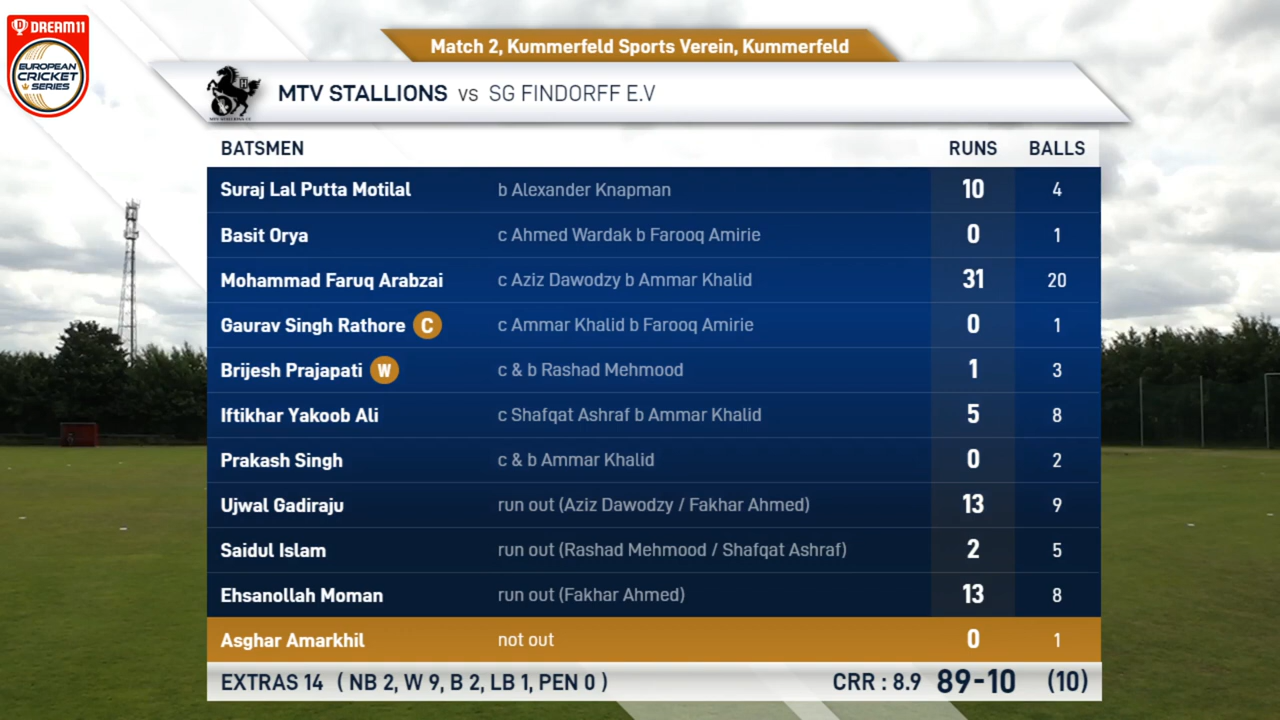 DREAM11
EUROPEAN
CRICKET
SERIES
Match 2, Kummerfeld Sports Verein, Kummerfeld
MTV STALLIONS vs SG FINDORFF E.V
BATSMEN RUNS BALLS
Suraj Lal Putta Motilal b Alexander Knapman 10 4
Basit Orya c Ahmed Wardak b Farooq Amirie 0 1
Mohammad Faruq Arabzai c Aziz Dawodzy b Ammar Khalid 31 20
Gaurav Singh Rathore C c Ammar Khalid b Farooq Amirie 0 1
Brijesh Prajapati W c & b Rashad Mehmood 1 3
Iftikhar Yakoob Ali c Shafqat Ashraf b Ammar Khalid 5 8
Prakash Singh c & b Ammar Khalid 0 2
Ujwal Gadiraju run out (Aziz Dawodzy / Fakhar Ahmed) 13 9
Saidul Islam run out (Rashad Mehmood / Shafqat Ashraf) 2 5
Ehsanollah Moman run out (Fakhar Ahmed) 13 8
Asghar Amarkhil not out 0 1
EXTRAS 14 ( NB 2, W 9, B 2, LB 1, PEN 0 ) CRR : 8.9 89-10 (10)